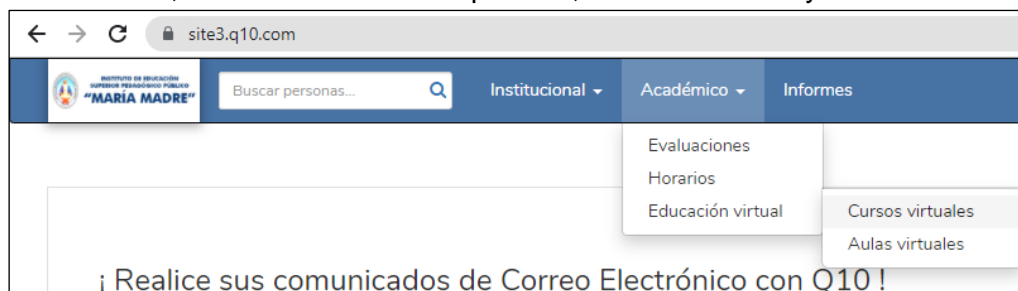 site3.q10.com
INSTITUTO DE EDUCACIÓN
SUPERIOR PEDAGÓGICO PÚBLICO
"MARÍA MADRE"
Buscar personas...
Institucional
Académico
Informes
Evaluaciones
Horarios
Educación virtual
Cursos virtuales
Aulas virtuales
¡ Realice sus comunicados de Correo Electrónico con Q10 !